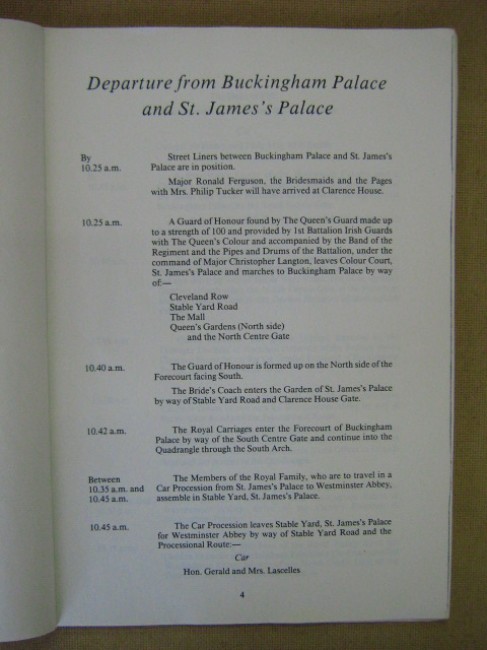 Departure from Buckingham Palace
and St. James's Palace
By
10.25 a.m.
Street Liners between Buckingham Palace and St. James's
Palace are in position.
Major Ronald Ferguson, the Bridesmaids and the Pages
with Mrs. Philip Tucker will have arrived at Clarence House.
10.25 a.m.
A Guard of Honour found by The Queen's Guard made up
to a strength of 100 and provided by 1st Battalion Irish Guards
with The Queen's Colour and accompanied by the Band of the
Regiment and the Pipes and Drums of the Battalion, under the
command of Major Christopher Langton, leaves Colour Court,
St. James's Palace and marches to Buckingham Palace by way
of:—
Cleveland Row
Stable Yard Road
The Mall
Queen's Gardens (North side)
and the North Centre Gate
10.40 a.m.
The Guard of Honour is formed up on the North side of the
Forecourt facing South.
The Bride's Coach enters the Garden of St. James's Palace
by way of Stable Yard Road and Clarence House Gate.
10.42 a.m.
The Royal Carriages enter the Forecourt of Buckingham
Palace by way of the South Centre Gate and continue into the
Quadrangle through the South Arch.
Between
10.35 a.m. and
10.45 a.m.
The Members of the Royal Family, who are to travel in a
Car Procession from St. James's Palace to Westminster Abbey,
assemble in Stable Yard, St. James's Palace.
10.45 a.m.
The Car Procession leaves Stable Yard, St. James's Palace
for Westminster Abbey by way of Stable Yard Road and the
Processional Route:—
Car
Hon. Gerald and Mrs. Lascelles
4